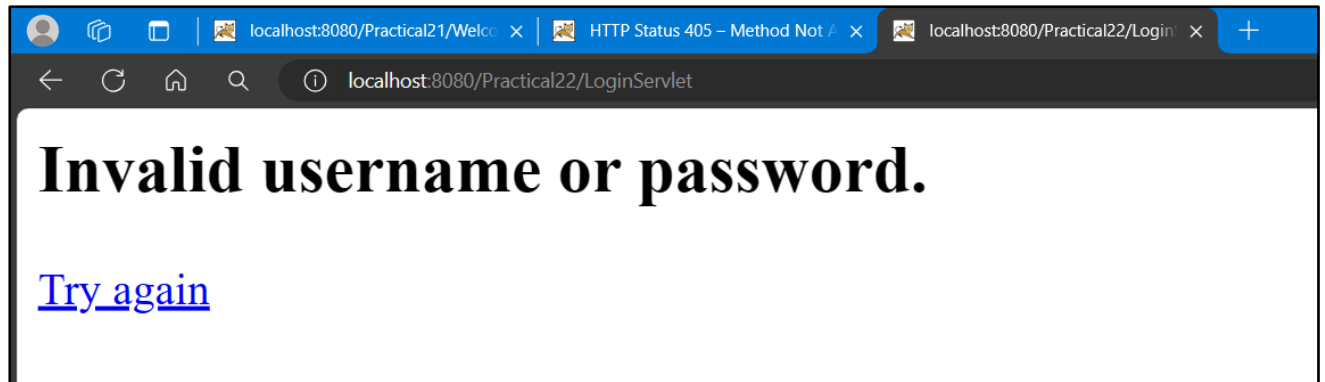 localhost:8080/Practical21/Welco
HTTP Status 405 – Method Not A
localhost:8080/Practical22/Login
localhost:8080/Practical22/LoginServlet
Invalid username or password.
Try again